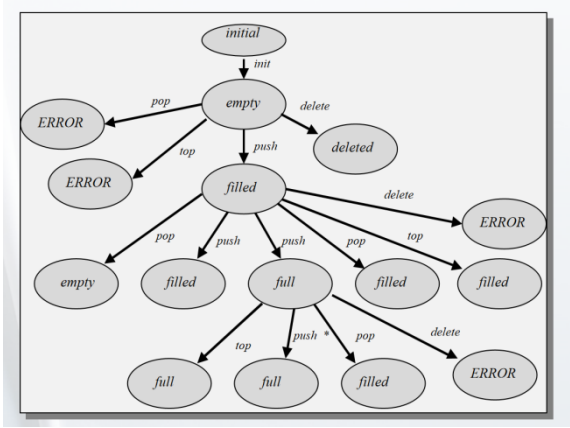 initial
init
empty
pop
delete
ERROR
top
push
deleted
ERROR
filled
delete
ERROR
pop
push
push
pop
top
empty
filled
full
filled
filled
top
push *
pop
delete
full
full
filled
ERROR